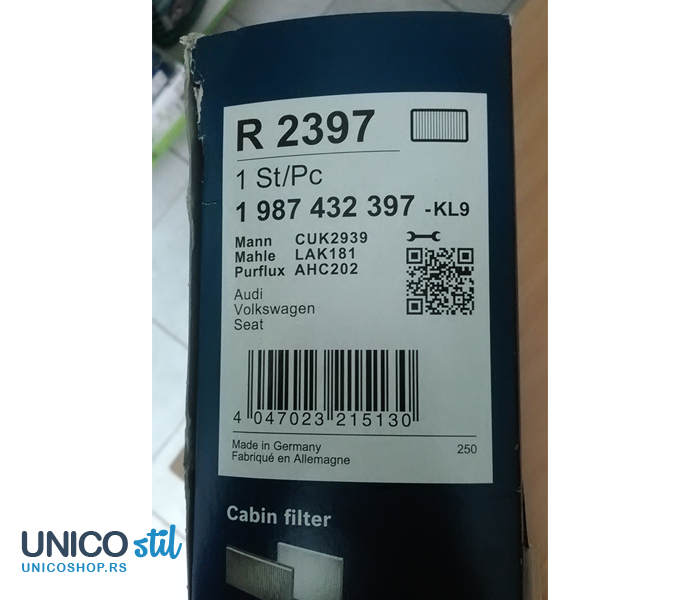 R 2397
1 St/Pc
1 987 432 397 -KL9
Mann CUK2939
Mahle LAK181
Purflux AHC202
Audi
Volkswagen
Seat
4 047023 215130
Made in Germany 250
Fabriqué en Allemagne
Cabin filter
UNICO stil
UNICOSHOP.RS